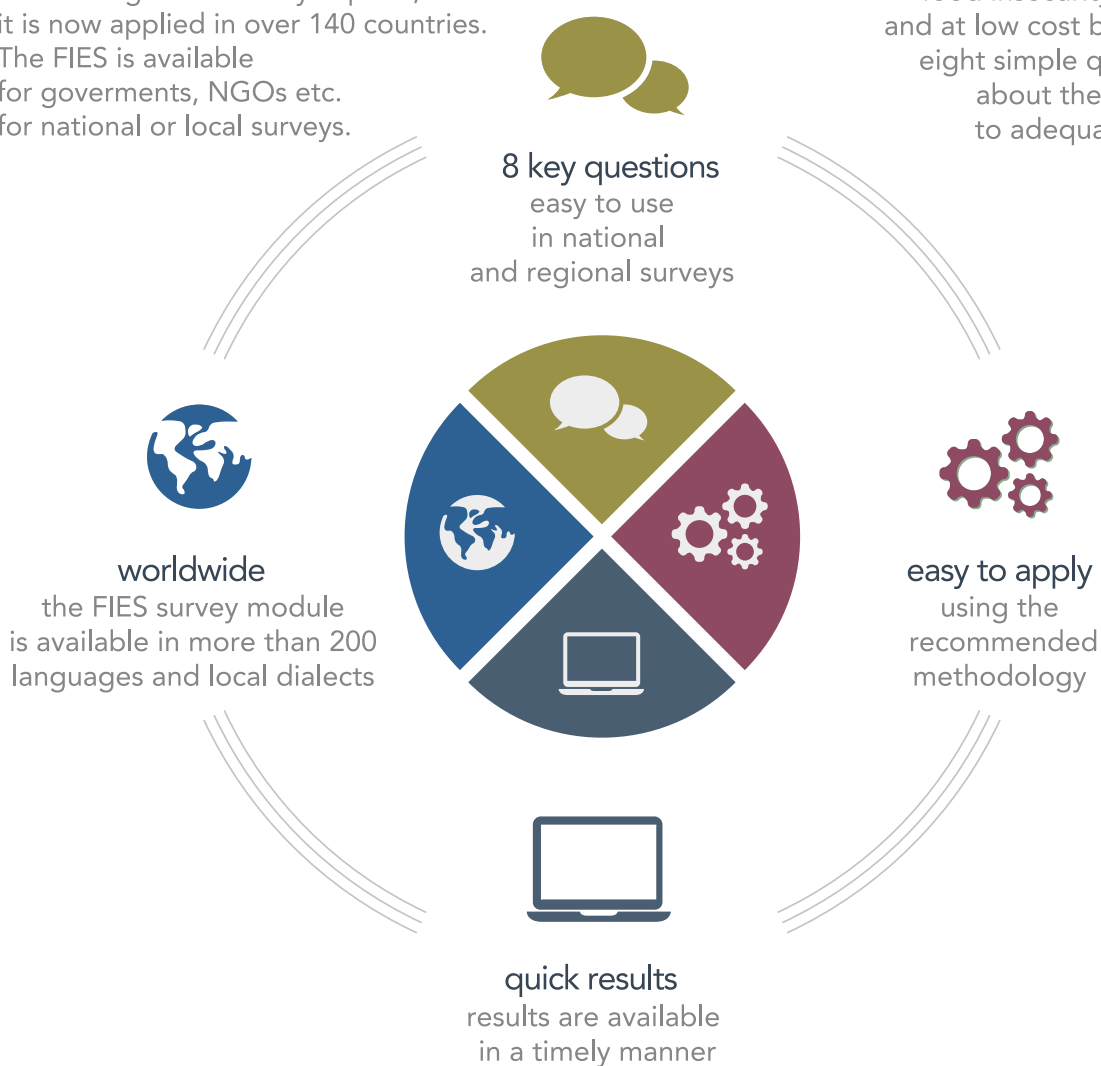 it is now applied in over 140 countries.
The FIES is available
for goverments, NGOs etc.
for national or local surveys.
and at low cost
eight simple
about the
to
8 key questions
easy to use
in national
and regional surveys
worldwide
the FIES survey module
is available in more than 200
languages and local dialects
easy to apply
using the
recommended
methodology
quick results
results are available
in a timely manner